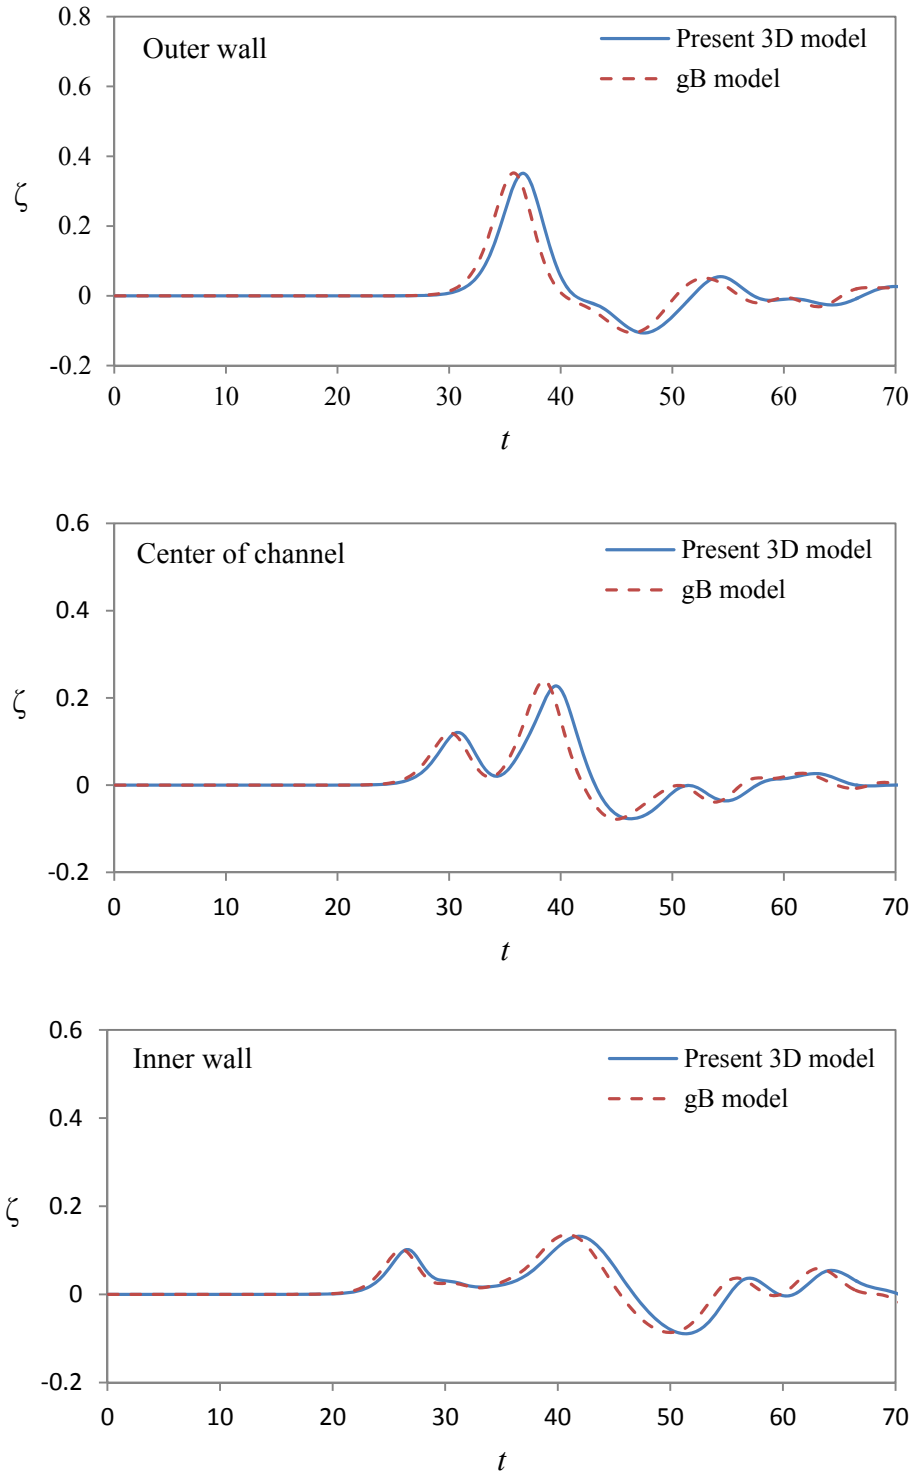 Outer wall
Present 3D model
gB model
0.8
0.6
0.4
0.2
0
-0.2
ζ
0 10 20 30 40 50 60 70
t
Center of channel
Present 3D model
gB model
0.6
0.4
0.2
0
-0.2
ζ
0 10 20 30 40 50 60 70
t
Inner wall
Present 3D model
gB model
0.6
0.4
0.2
0
-0.2
ζ
0 10 20 30 40 50 60 70
t